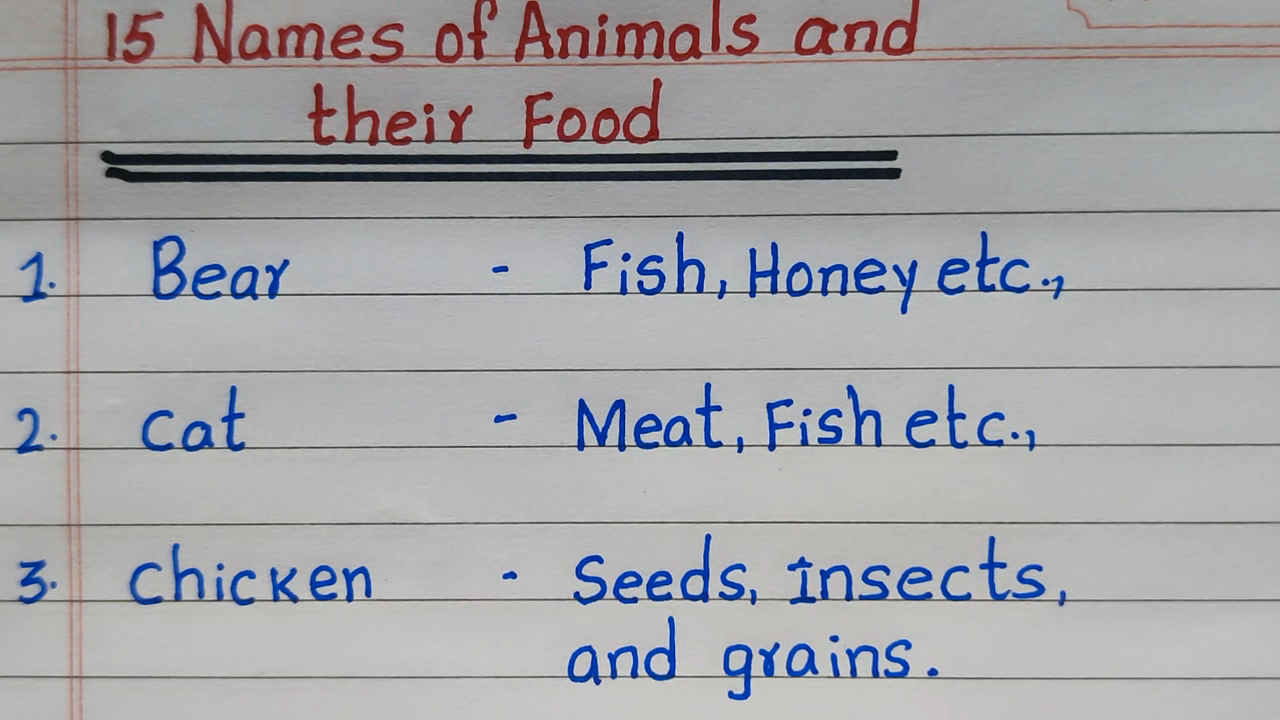 15 Names of Animals and
their Food
1. Bear - Fish, Honey etc.,
2. Cat - Meat, Fish etc.,
3. Chicken - Seeds, Insects,
and grains.